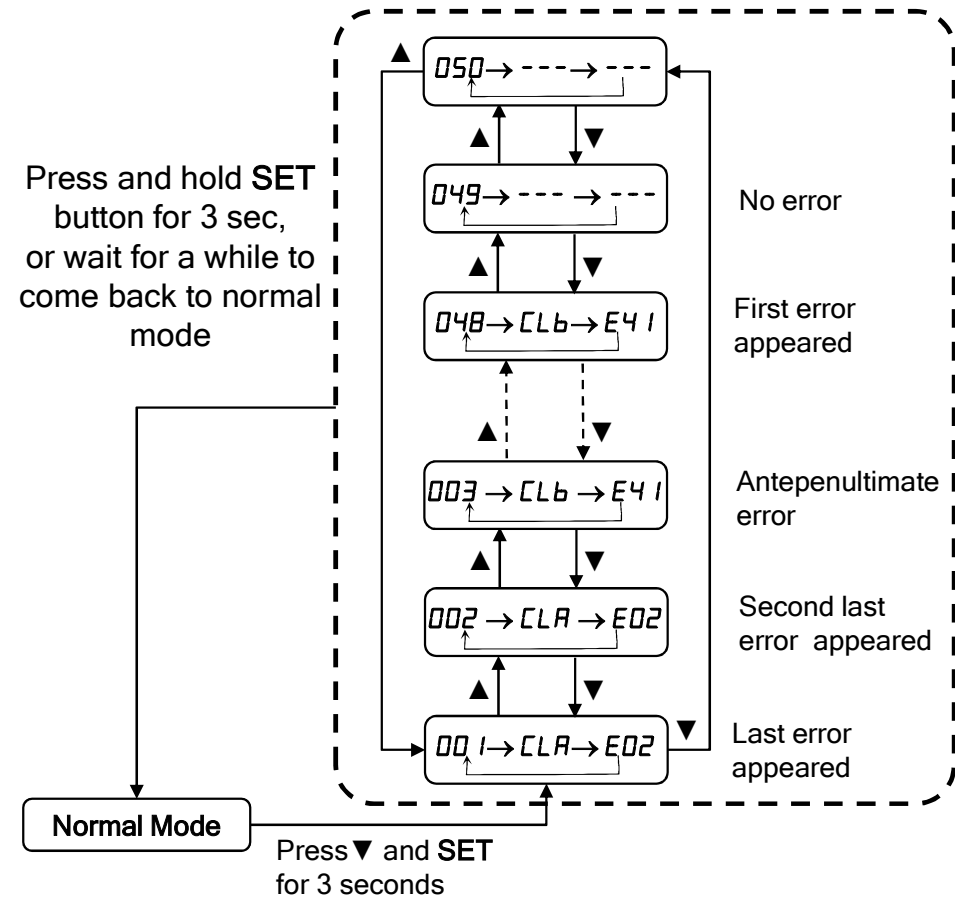 ▲
050→ - - - → - - -
▲ ▼
049→ - - - → - - -
No error
Press and hold SET
button for 3 sec,
or wait for a while to
come back to normal
mode
▲ ▼
048→CLb→E41
First error
appeared
▲ ▼
003→CLb→E41
Antepenultimate
error
▲ ▼
002→CLA→E02
Second last
error appeared
▲ ▼
001→CLA→E02
▼
Last error
appeared
Normal Mode
Press▼ and SET
for 3 seconds